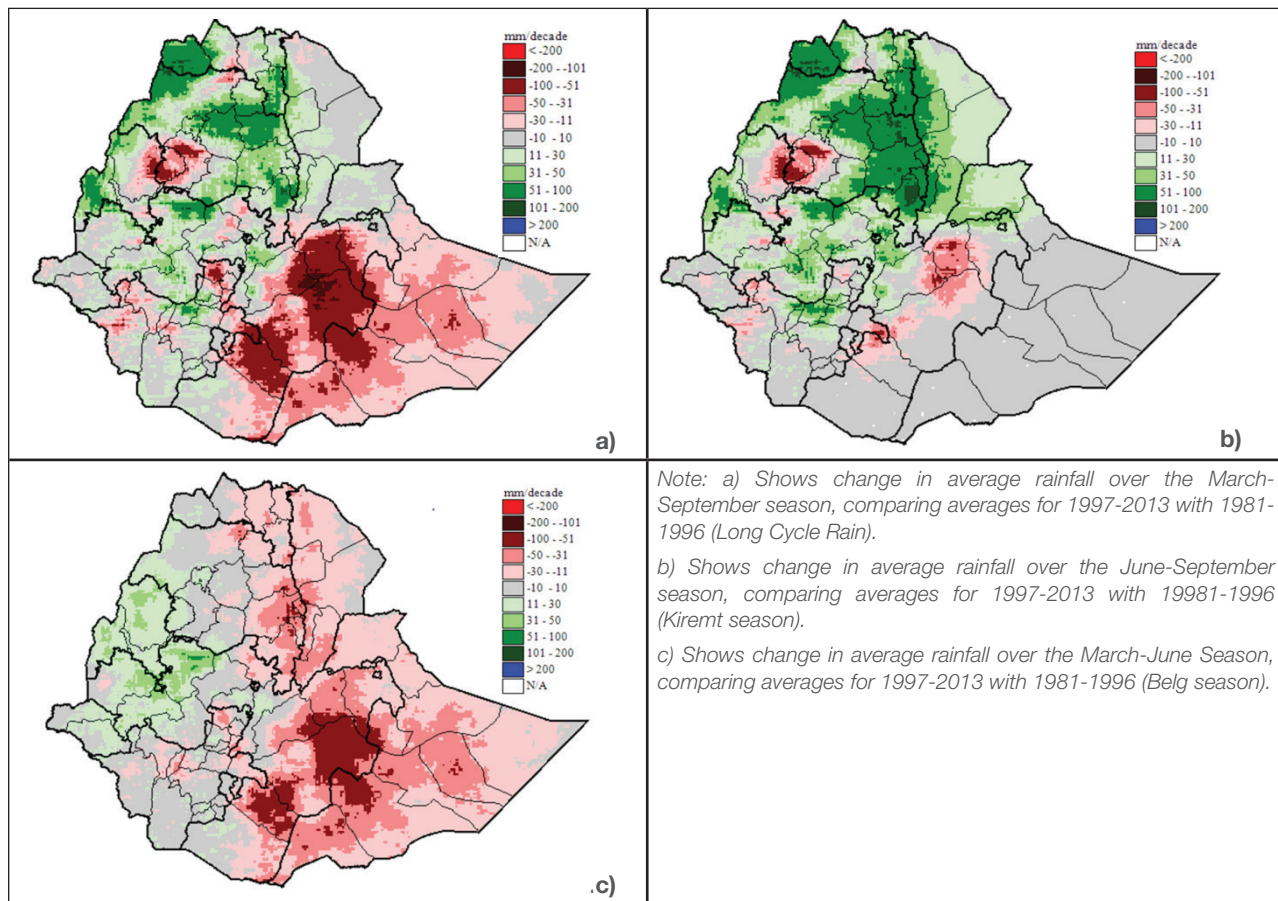 mm/decade
< -200
-200 - -101
-100 - -51
-50 - -31
-30 - -11
-10 - 10
11 - 30
31 - 50
51 - 100
101 - 200
> 200
N/A
a)
mm/decade
< -200
-200 - -101
-100 - -51
-50 - -31
-30 - -11
-10 - 10
11 - 30
31 - 50
51 - 100
101 - 200
> 200
N/A
b)
mm/decade
< -200
-200 - -101
-100 - -51
-50 - -31
-30 - -11
-10 - 10
11 - 30
31 - 50
51 - 100
101 - 200
> 200
N/A
.c)
Note: a) Shows change in average rainfall over the March-
September season, comparing averages for 1997-2013 with 1981-
1996 (Long Cycle Rain).
b) Shows change in average rainfall over the June-September
season, comparing averages for 1997-2013 with 19981-1996
(Kiremt season).
c) Shows change in average rainfall over the March-June Season,
comparing averages for 1997-2013 with 1981-1996 (Belg season).